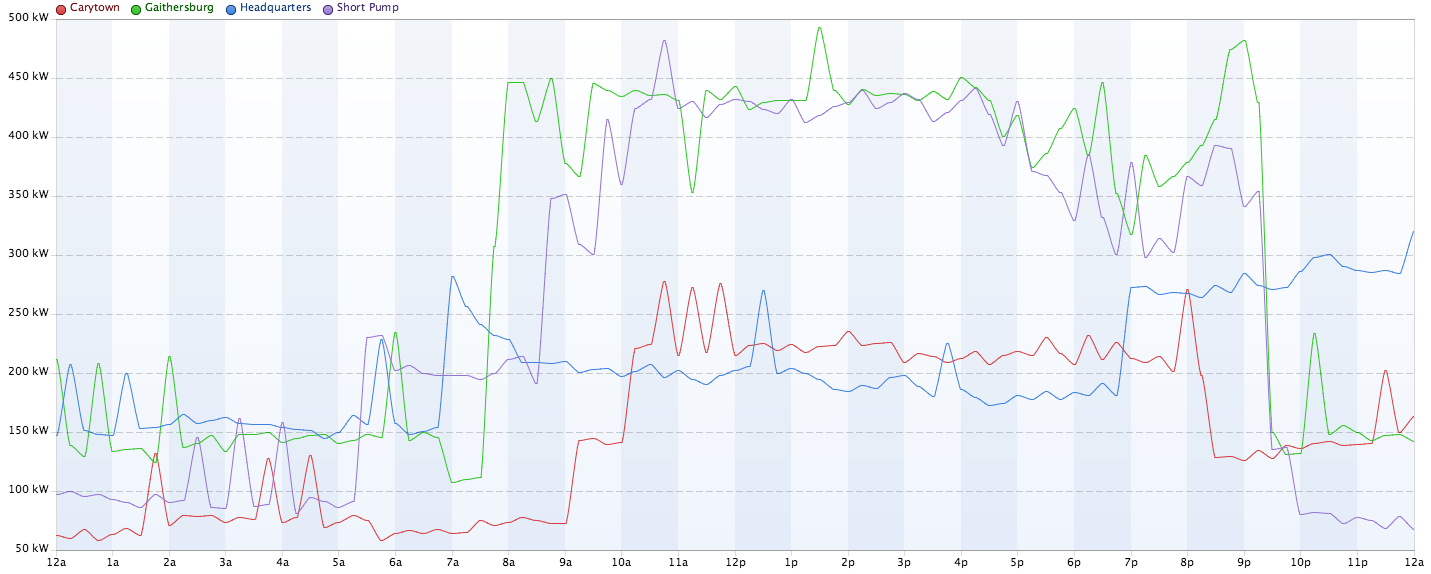 Carytown Gaithersburg Headquarters Short Pump
500 kW
450 kW
400 kW
350 kW
300 kW
250 kW
200 kW
150 kW
100 kW
50 kW
12a 1a 2a 3a 4a 5a 6a 7a 8a 9a 10a 11a 12p 1p 2p 3p 4p 5p 6p 7p 8p 9p 10p 11p 12a